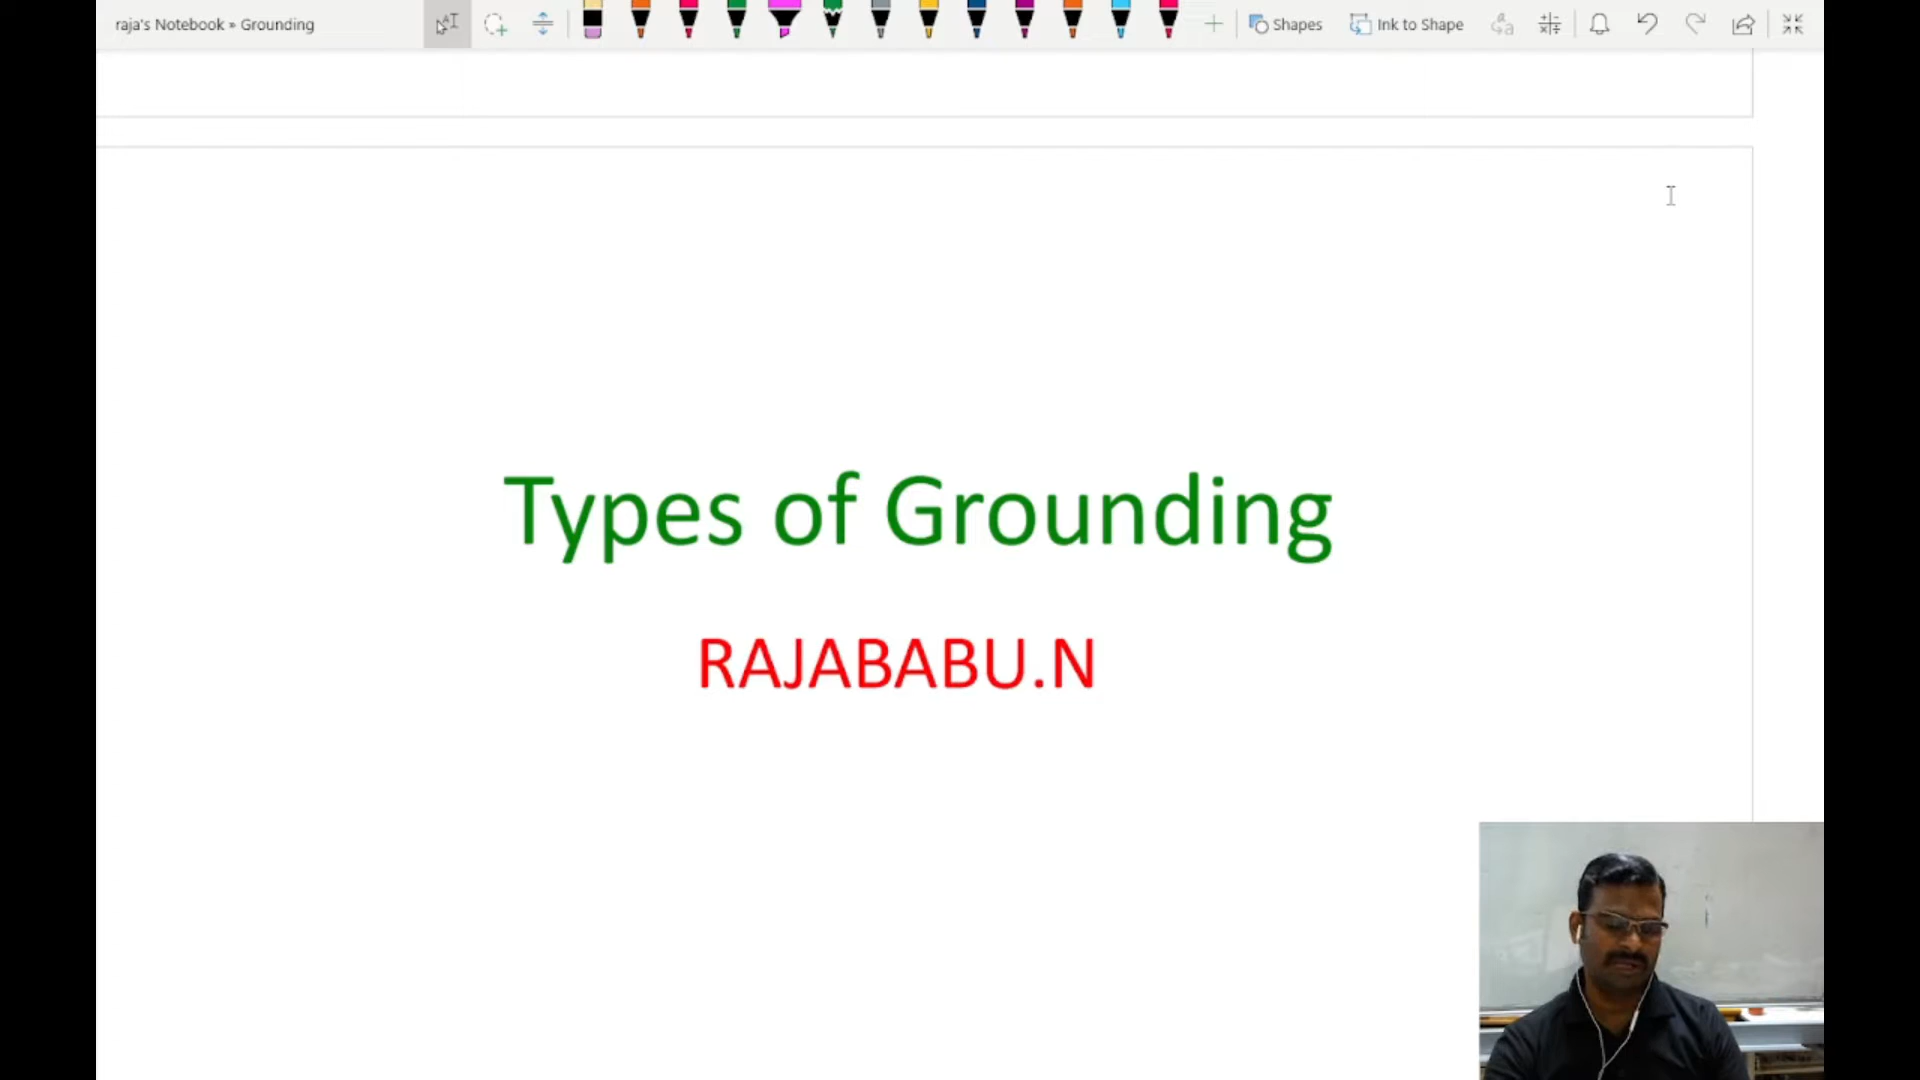 raja's Notebook » Grounding
Shapes
Ink to Shape
Types of Grounding
RAJABABU.N